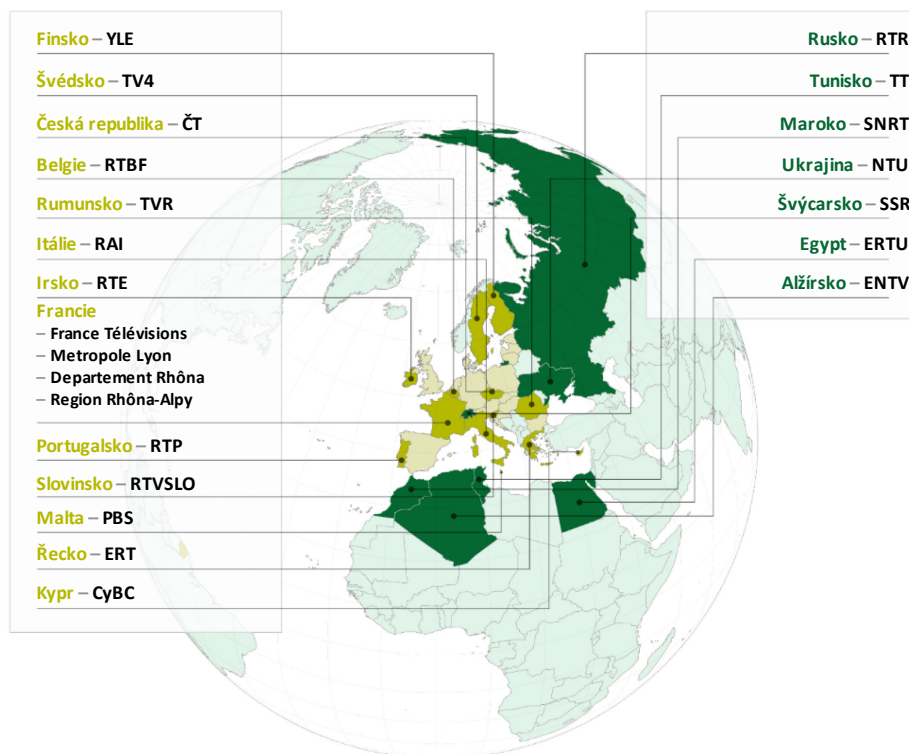 Finsko – YLE
Švédsko – TV4
Česká republika – ČT
Belgie – RTBF
Rumunsko – TVR
Itálie – RAI
Irsko – RTE
Francie
– France Télévisions
– Metropole Lyon
– Departement Rhôna
– Region Rhôna-Alpy
Portugalsko – RTP
Slovinsko – RTVSLO
Malta – PBS
Řecko – ERT
Kypr – CyBC
Rusko – RTR
Tunisko – TT
Maroko – SNRT
Ukrajina – NTU
Švýcarsko – SSR
Egypt – ERTU
Alžírsko – ENTV